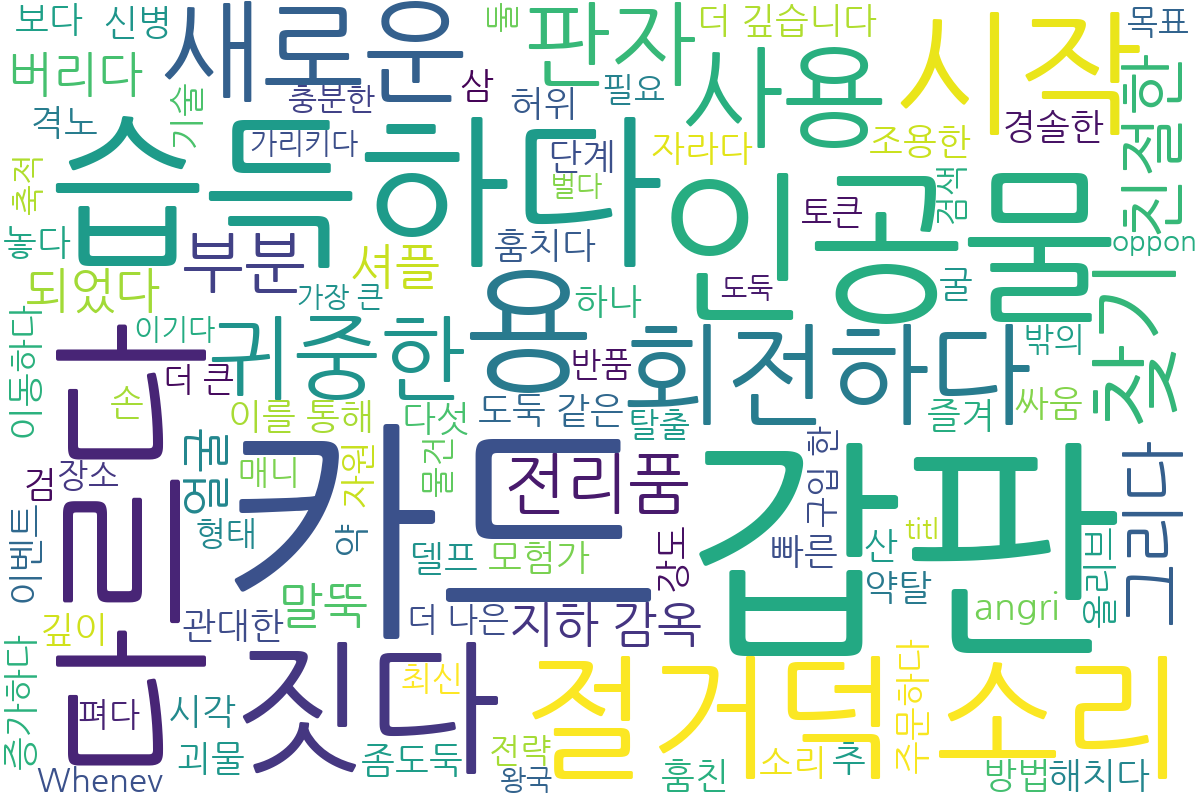 보다
신병
새로운
둘
판자
더 깊습니다
시작
목표
버리다
기술
충분한
삼
허위
필요
사용
친절한
격노
습득하다
가리키다
단계
자라다
조용한
경솔한
축적
벌다
인공물
토큰
검색
놓다
부분
셔플
훔치다
도둑
굴
oppon
되었다
가장 큰
용
하나
찾기
이동하다
이기다
귀중한
반품
회전하다
밖의
더 큰
손
이를 통해
다섯
도둑 같은
탈출
즐겨
싸움
검
장소
얼굴
매니
자원
카드
물건
전리품
구입 한
갑판
그리다
이벤트
형태
약
델프
모험가
강도
빠른
산
titl
약탈
올리브
깊이
관대한
말뚝
더 나은
지하 감옥
angri
증가하다
펴다
시각
짓다
최신
절거덕
주문하다
소리
괴물
좀도둑
전략
소리
추
방법
해치다
Whenev
왕국
훔친